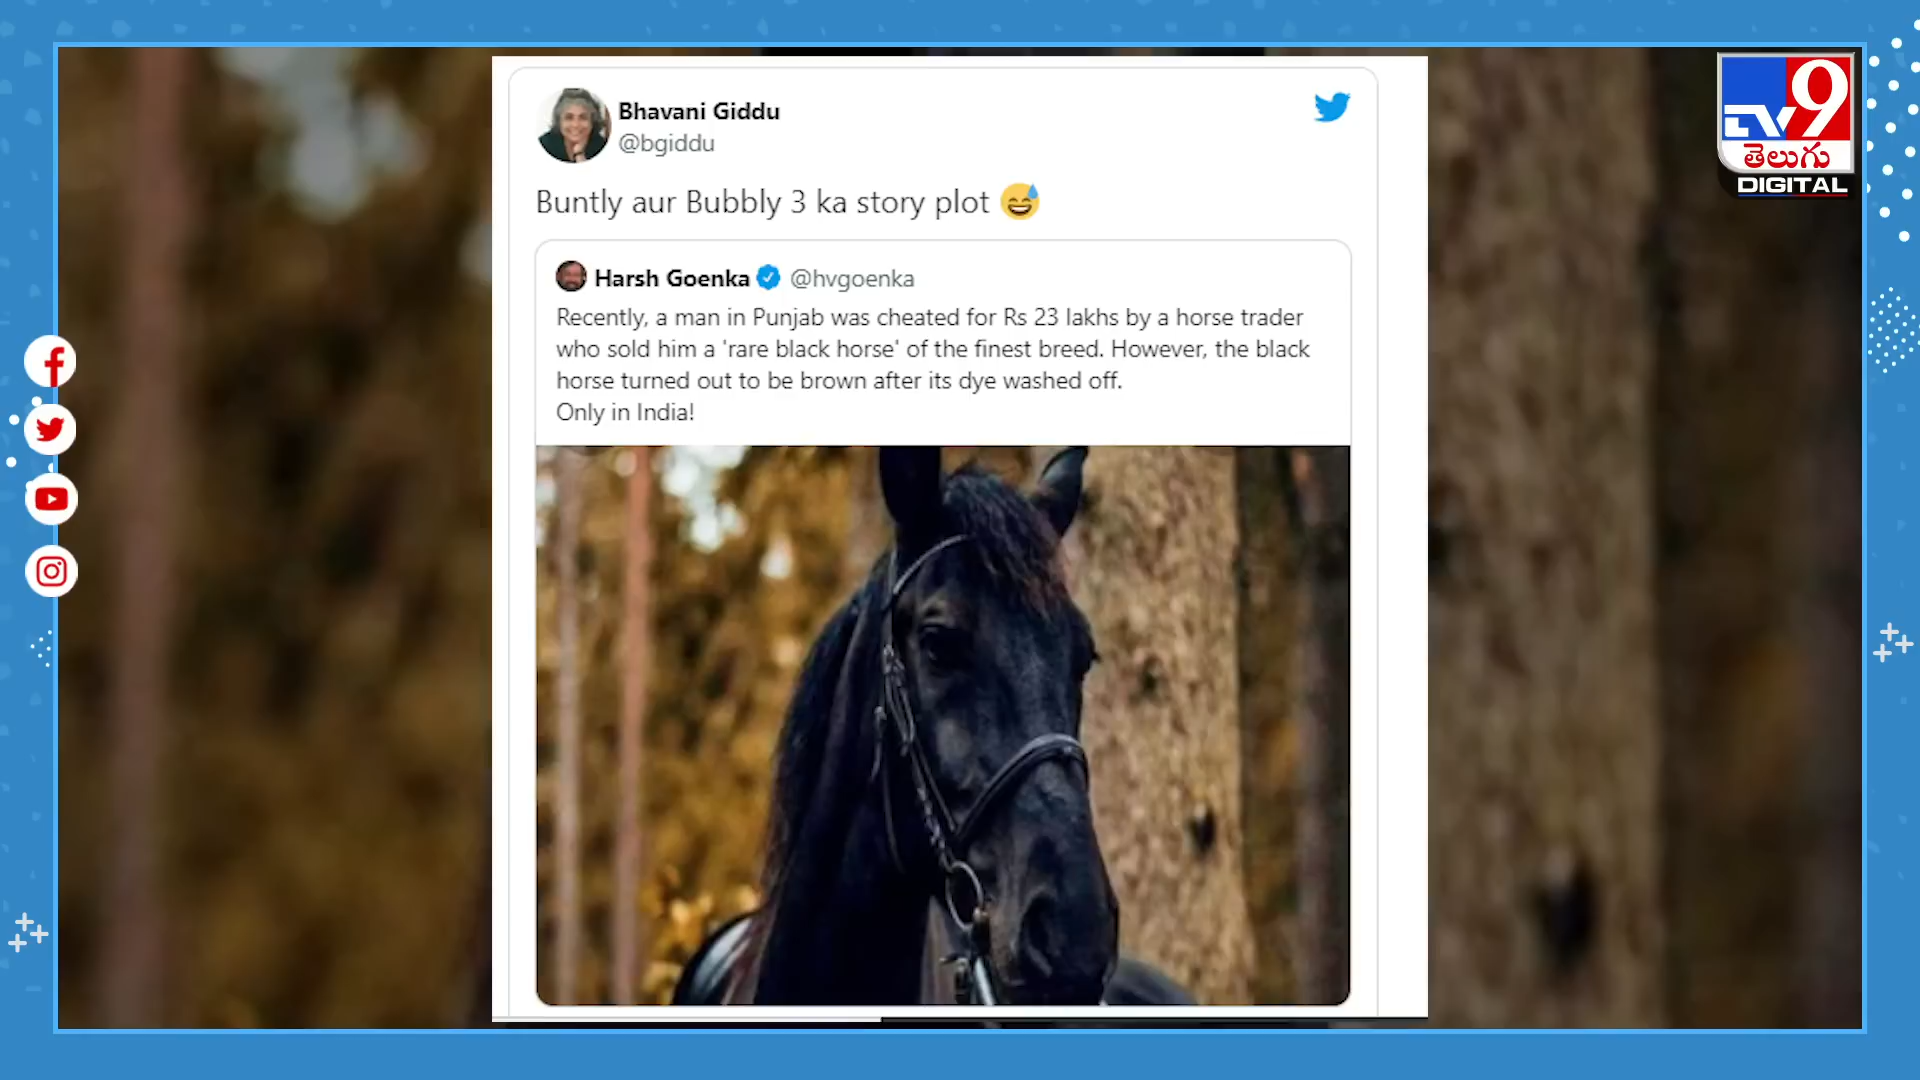 Bhavani Giddu
@bgiddu
Buntly aur Bubbly 3 ka story plot 😅
Harsh Goenka @hvgoenka
Recently, a man in Punjab was cheated for Rs 23 lakhs by a horse trader
who sold him a 'rare black horse' of the finest breed. However, the black
horse turned out to be brown after its dye washed off.
Only in India!
TV9
తెలుగు
DIGITAL